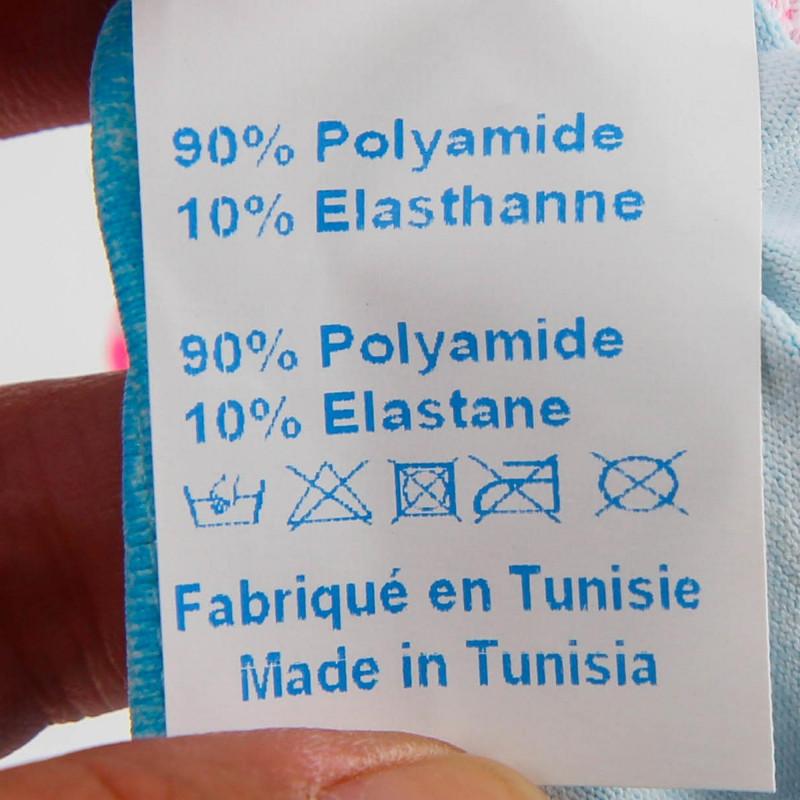 90% Polyamide
10% Elasthanne
90% Polyamide
10% Elastane
Fabriqué en Tunisie
Made in Tunisia